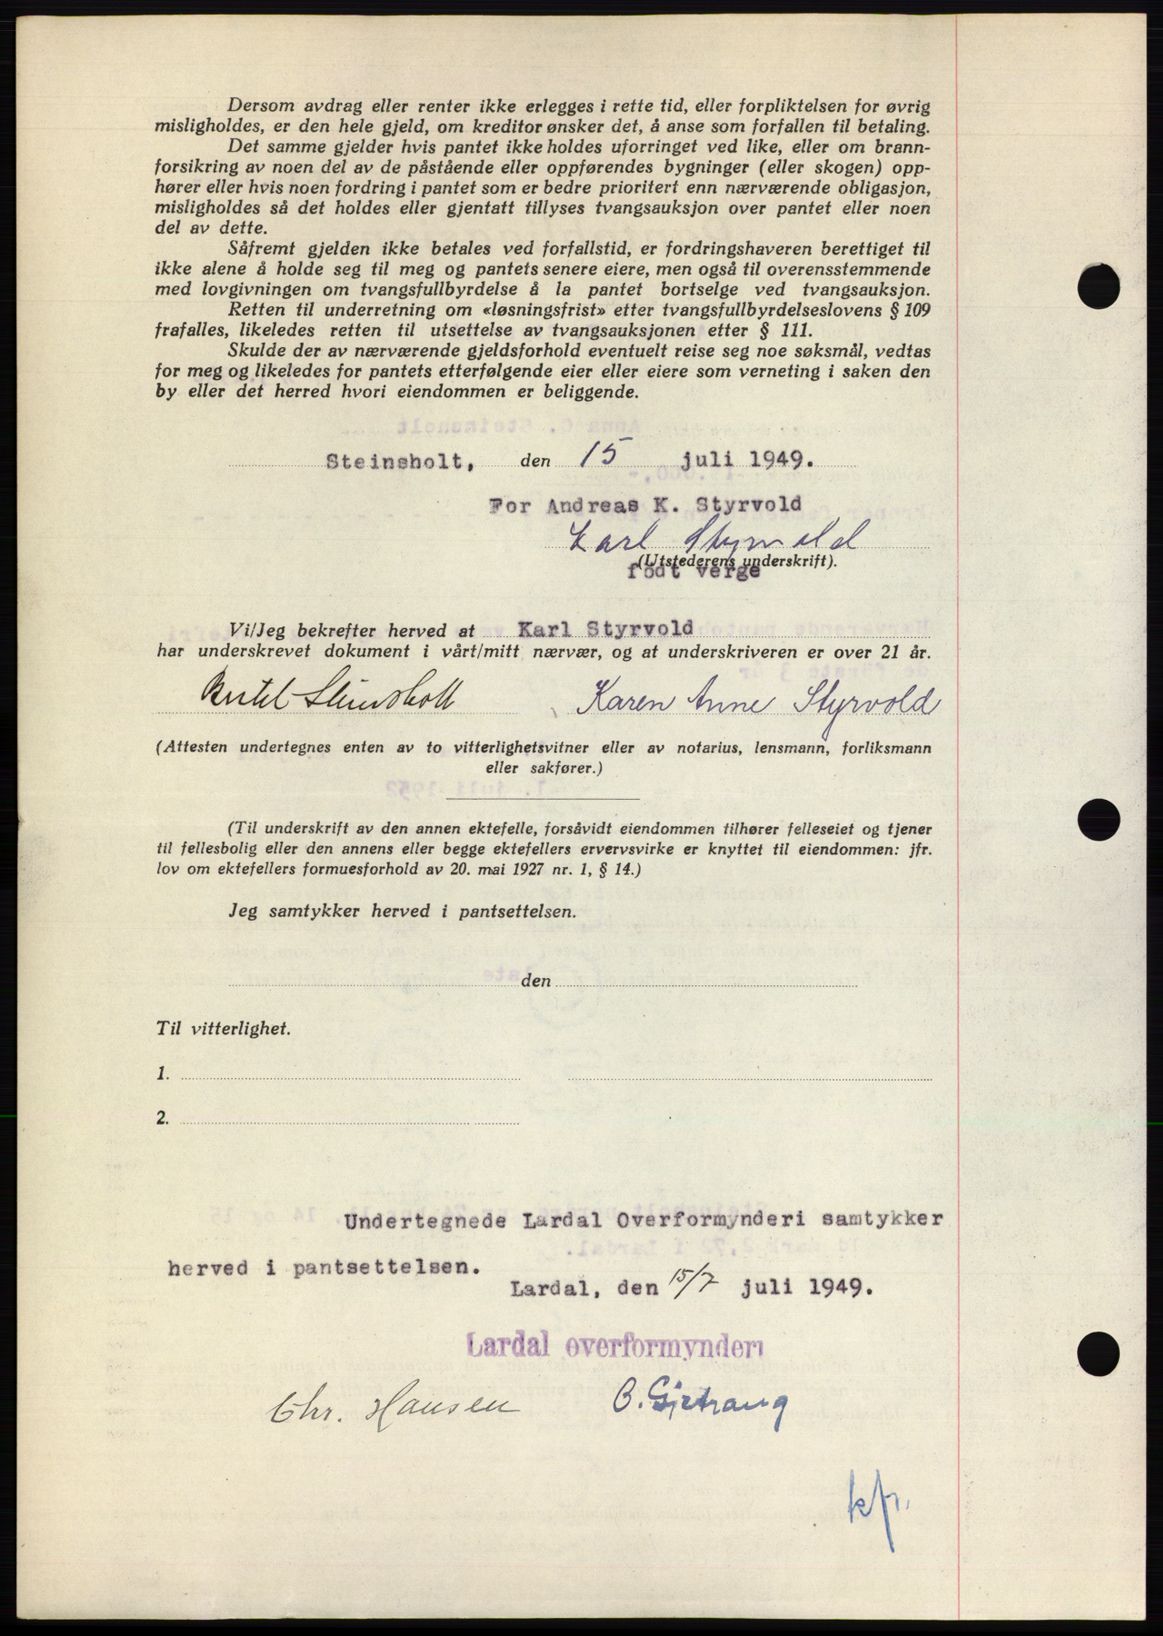 Dersom avdrag eller renter ikke erlegges i rette tid, eller forpliktelsen for øvrig
misligholdes, er den hele gjeld, om kreditor ønsker det, å anse som forfallen til betaling.
Det samme gjelder hvis pantet ikke holdes uforringet ved like, eller om brann-
forsikring av noen del av de påstående eller oppførendes bygninger (eller skogen) opp-
hører eller hvis noen fordring i pantet som er bedre prioritert enn nærværende obligasjon,
misligholdes så det holdes eller gjentatt tillyses tvangsauksjon over pantet eller noen
del av dette.
Såfremt gjelden ikke betales ved forfallstid, er fordringshaveren berettiget til
ikke alene å holde seg til meg og pantets senere eiere, men også til overensstemmende
med lovgivningen om tvangsfullbyrdelse å la pantet bortselge ved tvangsauksjon.
Retten til underretning om «løsningsfrist» etter tvangsfullbyrdelseslovens § 109
frafalles, likeledes retten til utsettelse av tvangsauksjonen etter § 111.
Skulde der av nærværende gjeldsforhold eventuelt reise seg noe søksmål, vedtas
for meg og likeledes for pantets etterfølgende eier eller eiere som verneting i saken den
by eller det herred hvori eiendommen er beliggende.
Steinsholt, den 15 juli 1949.
For Andreas K. Styrvold
Karl Styrvold
(Utstederens underskrift).
født verge
Vi/Jeg bekrefter herved at Karl Styrvold
har underskrevet dokument i vårt/mitt nærvær, og at underskriveren er over 21 år.
Bertel Steinsholt Karen Anne Styrvold
(Attesten undertegnes enten av to vitterlighetsvitner eller av notarius, lensmann, forliksmann
eller sakfører.)
(Til underskrift av den annen ektefelle, forsåvidt eiendommen tilhører felleseiet og tjener
til fellesbolig eller den annens eller begge ektefellers ervervsvirke er knyttet til eiendommen: jfr.
lov om ektefellers formuesforhold av 20. mai 1927 nr. 1, § 14.)
Jeg samtykker herved i pantsettelsen.
den
Til vitterlighet.
1.
2.
Undertegnede Lardal Overformynderi samtykker
herved i pantsettelsen.
Lardal, den 15/7 juli 1949.
Lardal overformynderi
Chr. Hansen
kp.